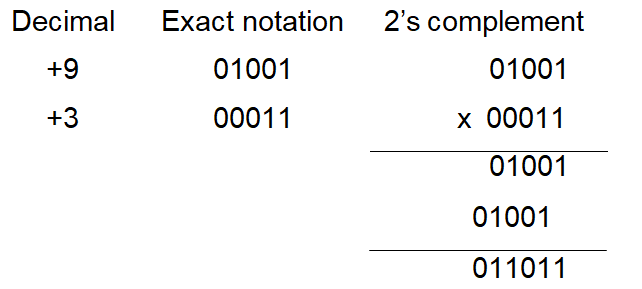 Decimal Exact notation 2's complement
+9 01001 01001
+3 00011 x 00011
01001
01001
011011